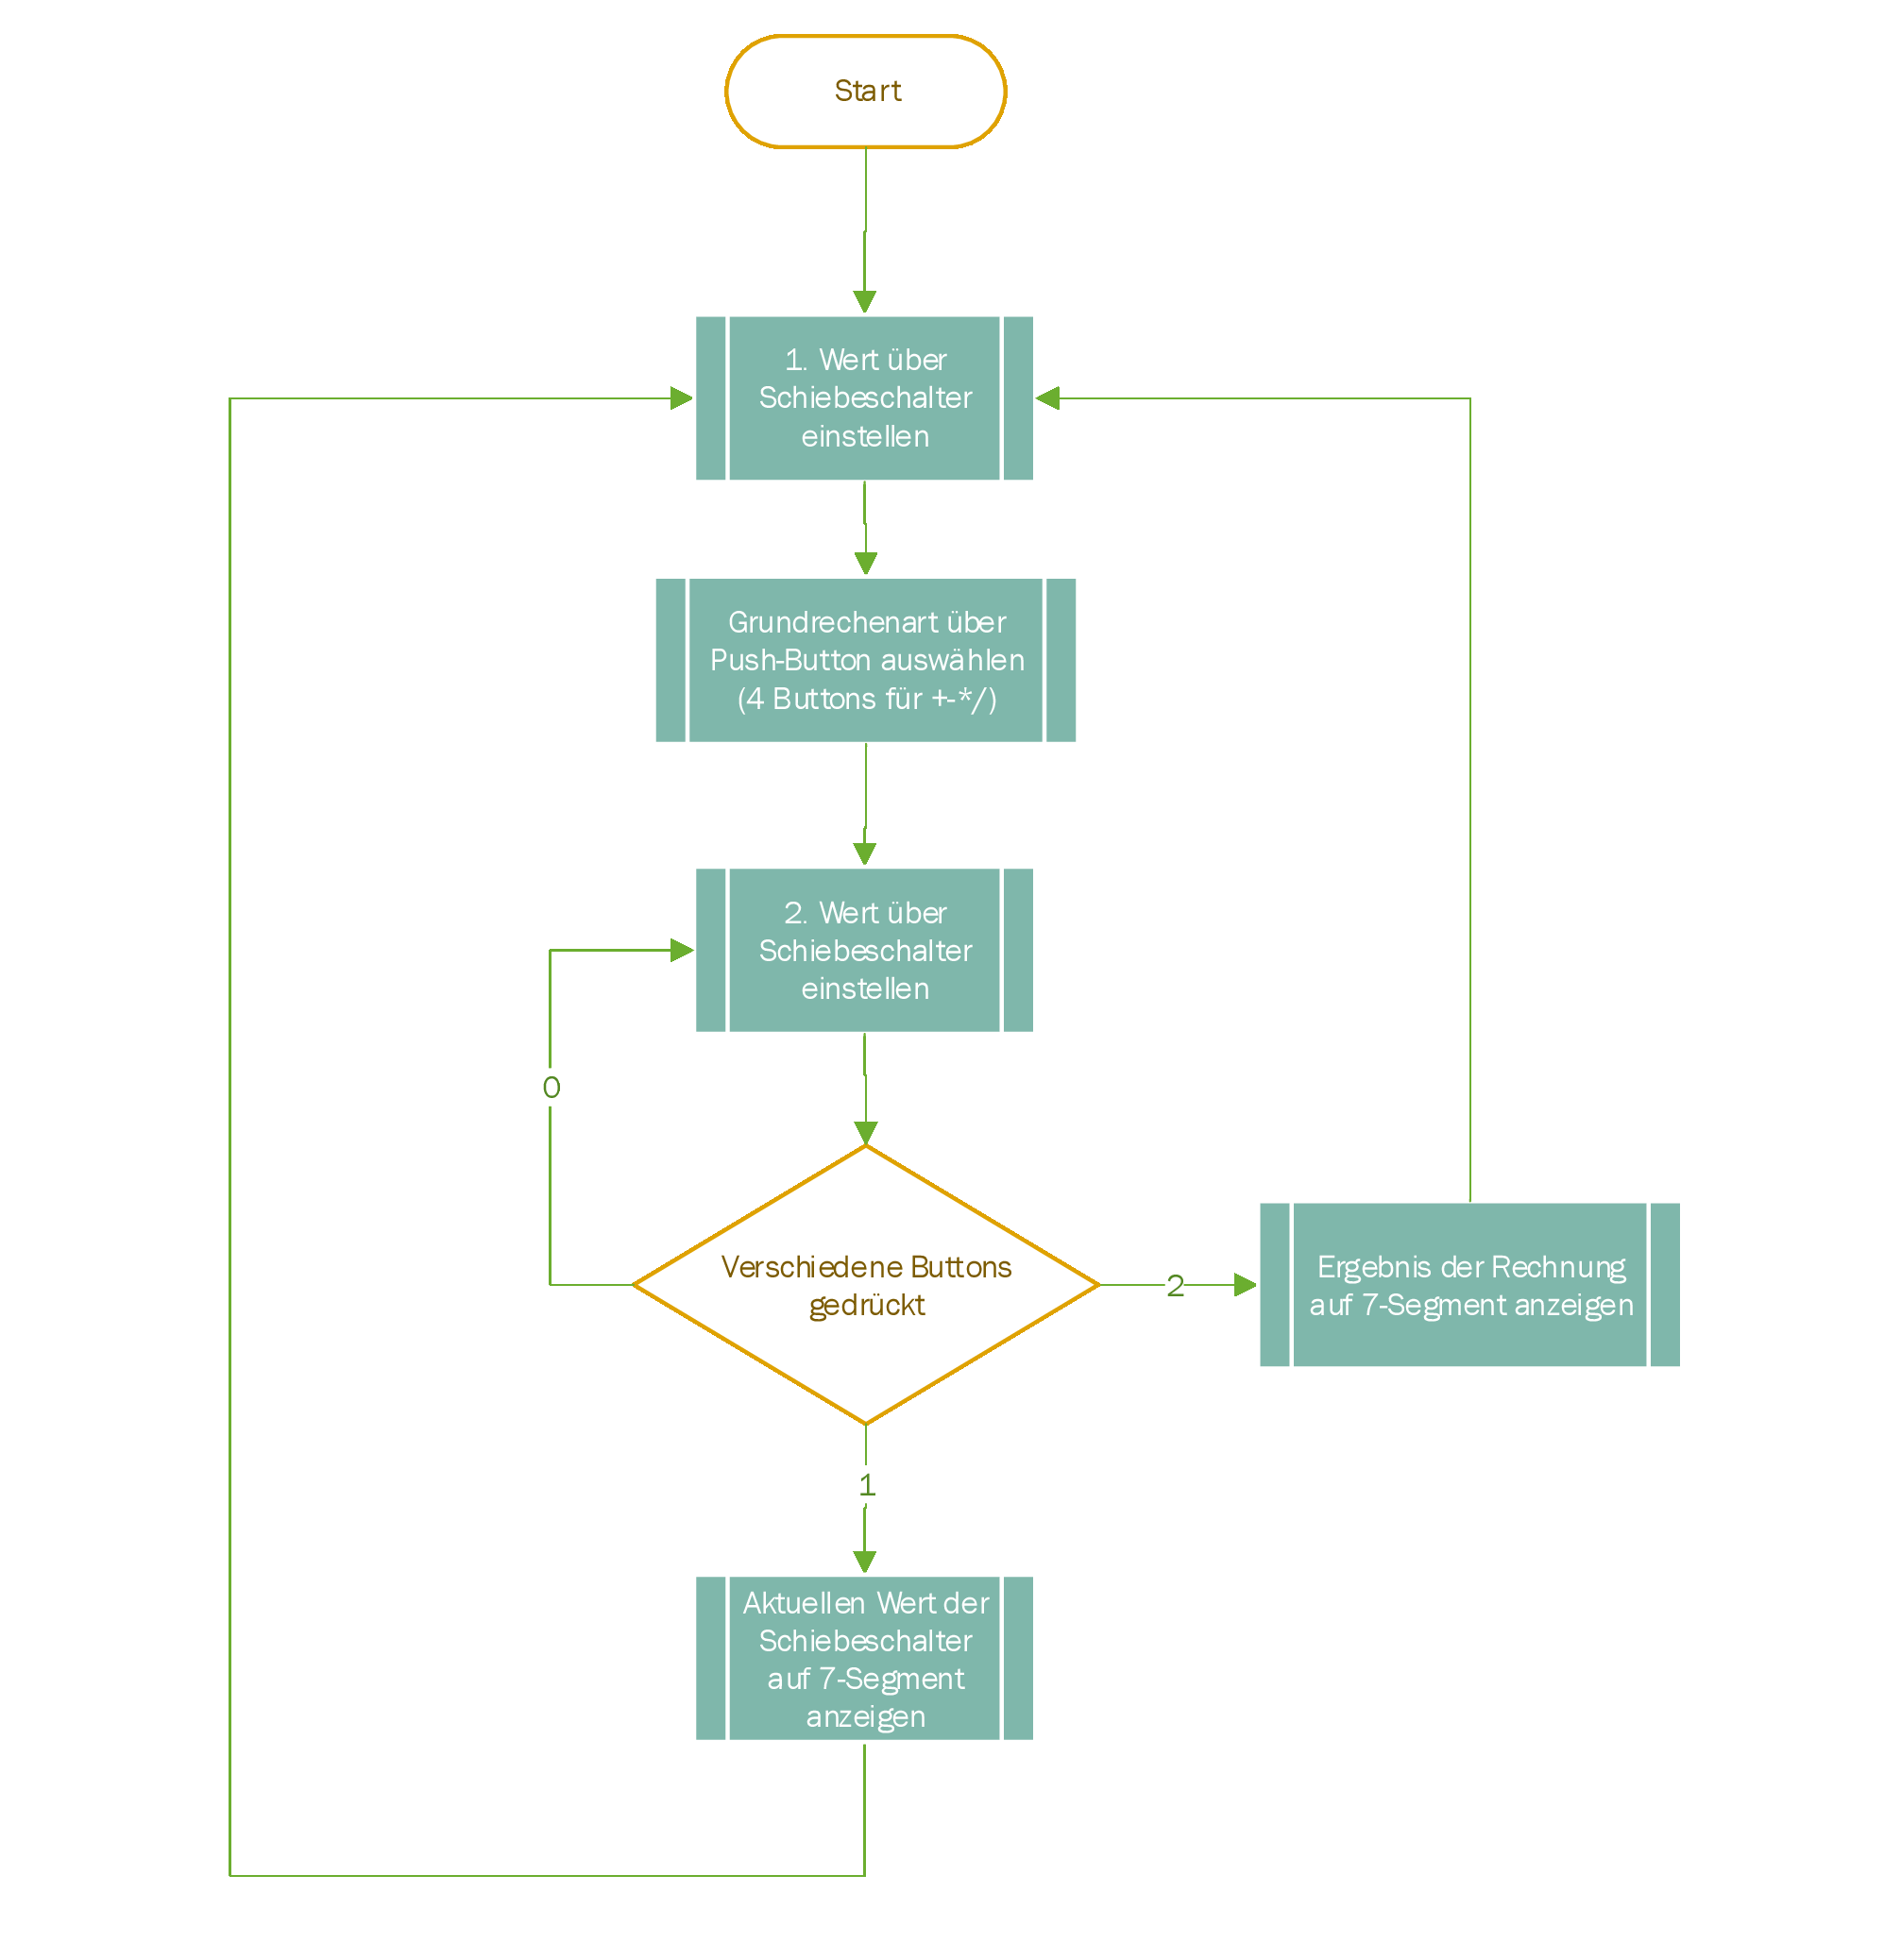 Start
1. Wert über
Schiebeschalter
einstellen
Grundrechenart über
Push-Button auswählen
(4 Buttons für +-*/)
2. Wert über
Schiebeschalter
einstellen
0
Verschiedene Buttons
gedrückt
2
Ergebnis der Rechnung
auf 7-Segment anzeigen
1
Aktuellen Wert der
Schiebeschalter
auf 7-Segment
anzeigen